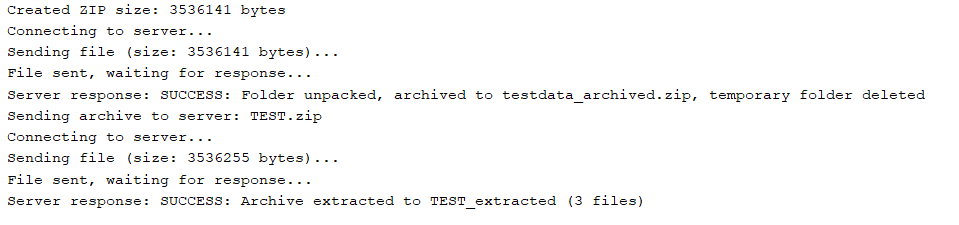 Created ZIP size: 3536141 bytes
Connecting to server...
Sending file (size: 3536141 bytes)...
File sent, waiting for response...
Server response: SUCCESS: Folder unpacked, archived to testdata_archived.zip, temporary folder deleted
Sending archive to server: TEST.zip
Connecting to server...
Sending file (size: 3536255 bytes)...
File sent, waiting for response...
Server response: SUCCESS: Archive extracted to TEST_extracted (3 files)